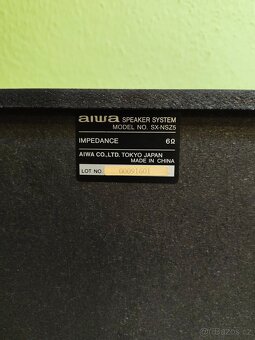 aiwa SPEAKER SYSTEM
MODEL NO. SX-NSZ5
IMPEDANCE 6Ω
AIWA CO.,LTD. TOKYO JAPAN
MADE IN CHINA
LOT NO.